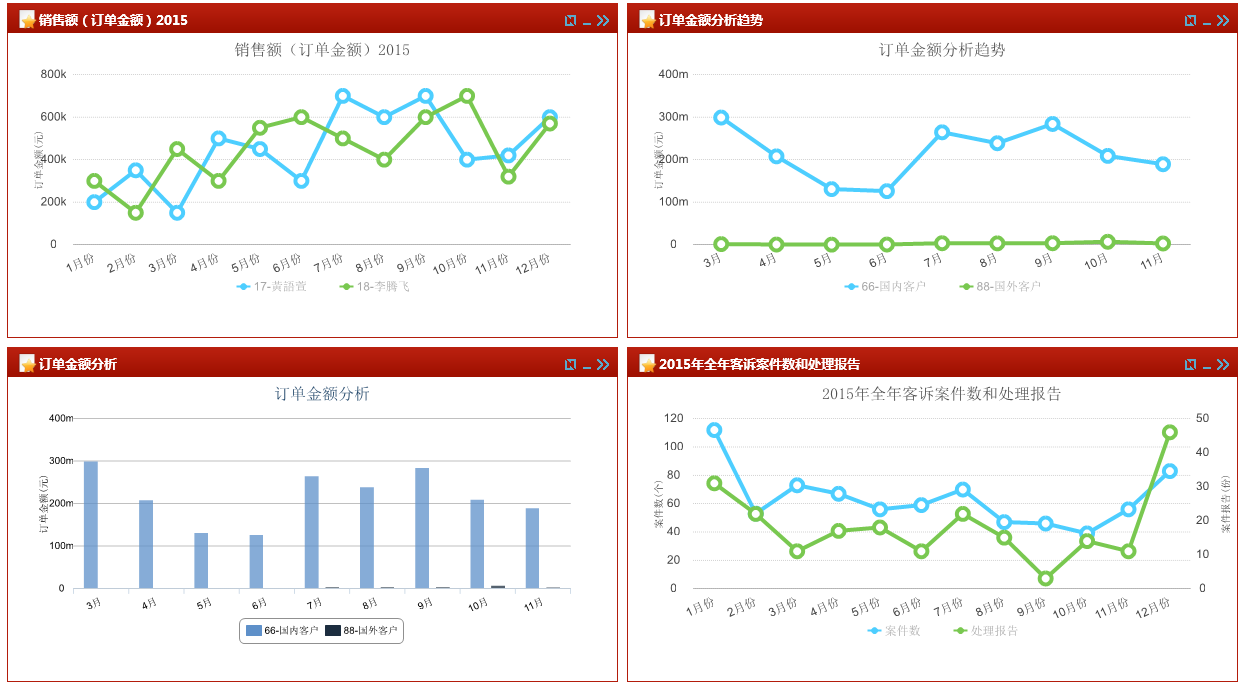 销售额（订单金额）2015
销售额（订单金额）2015
800k
600k
400k
200k
0
订单金额(元)
1月份 2月份 3月份 4月份 5月份 6月份 7月份 8月份 9月份 10月份 11月份 12月份
17-黄語萱 18-李腾飞
订单金额分析趋势
订单金额分析趋势
400m
300m
200m
100m
0
订单金额(元)
3月 4月 5月 6月 7月 8月 9月 10月 11月
66-国内客户 88-国外客户
订单金额分析
订单金额分析
400m
300m
200m
100m
0
订单金额(元)
3月 4月 5月 6月 7月 8月 9月 10月 11月
66-国内客户 88-国外客户
2015年全年客诉案件数和处理报告
2015年全年客诉案件数和处理报告
120
100
80
60
40
20
0
案件数(个)
50
40
30
20
10
0
案件报告(份)
1月份 2月份 3月份 4月份 5月份 6月份 7月份 8月份 9月份 10月份 11月份 12月份
案件数 处理报告